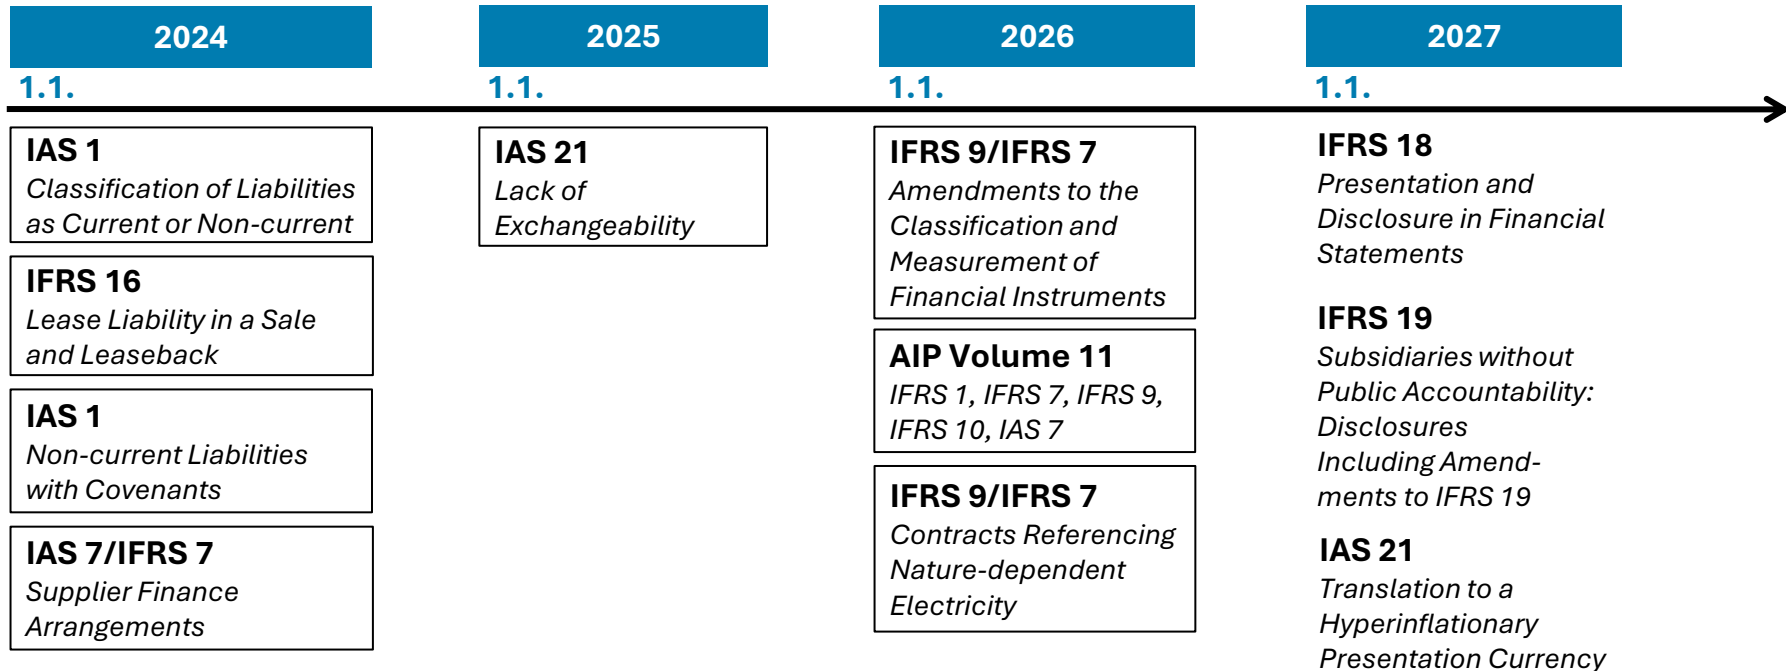 2024
1.1.
IAS 1
Classification of Liabilities
as Current or Non-current
IFRS 16
Lease Liability in a Sale
and Leaseback
IAS 1
Non-current Liabilities
with Covenants
IAS 7/IFRS 7
Supplier Finance
Arrangements
2025
1.1.
IAS 21
Lack of
Exchangeability
2026
1.1.
IFRS 9/IFRS 7
Amendments to the
Classification and
Measurement of
Financial Instruments
AIP Volume 11
IFRS 1, IFRS 7, IFRS 9,
IFRS 10, IAS 7
IFRS 9/IFRS 7
Contracts Referencing
Nature-dependent
Electricity
2027
1.1.
IFRS 18
Presentation and
Disclosure in Financial
Statements
IFRS 19
Subsidiaries without
Public Accountability:
Disclosures
Including Amend-
ments to IFRS 19
IAS 21
Translation to a
Hyperinflationary
Presentation Currency